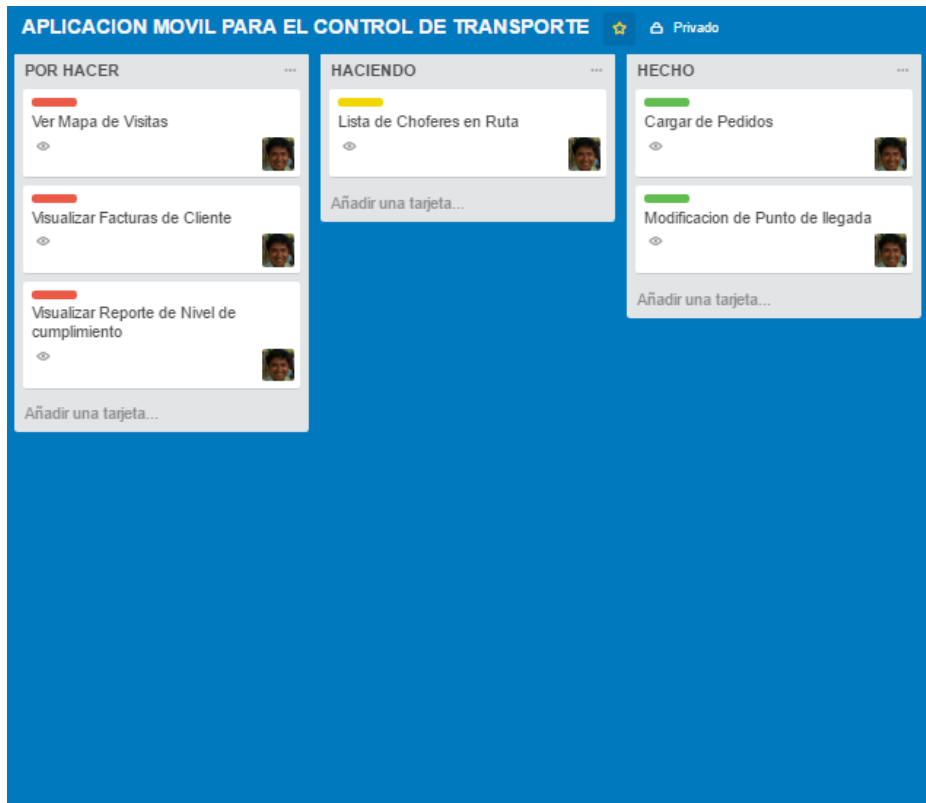 APLICACION MOVIL PARA EL CONTROL DE TRANSPORTE
Privado
POR HACER
Ver Mapa de Visitas
Visualizar Facturas de Cliente
Visualizar Reporte de Nivel de
cumplimiento
Añadir una tarjeta...
HACIENDO
Lista de Choferes en Ruta
Añadir una tarjeta...
HECHO
Cargar de Pedidos
Modificacion de Punto de llegada
Añadir una tarjeta...